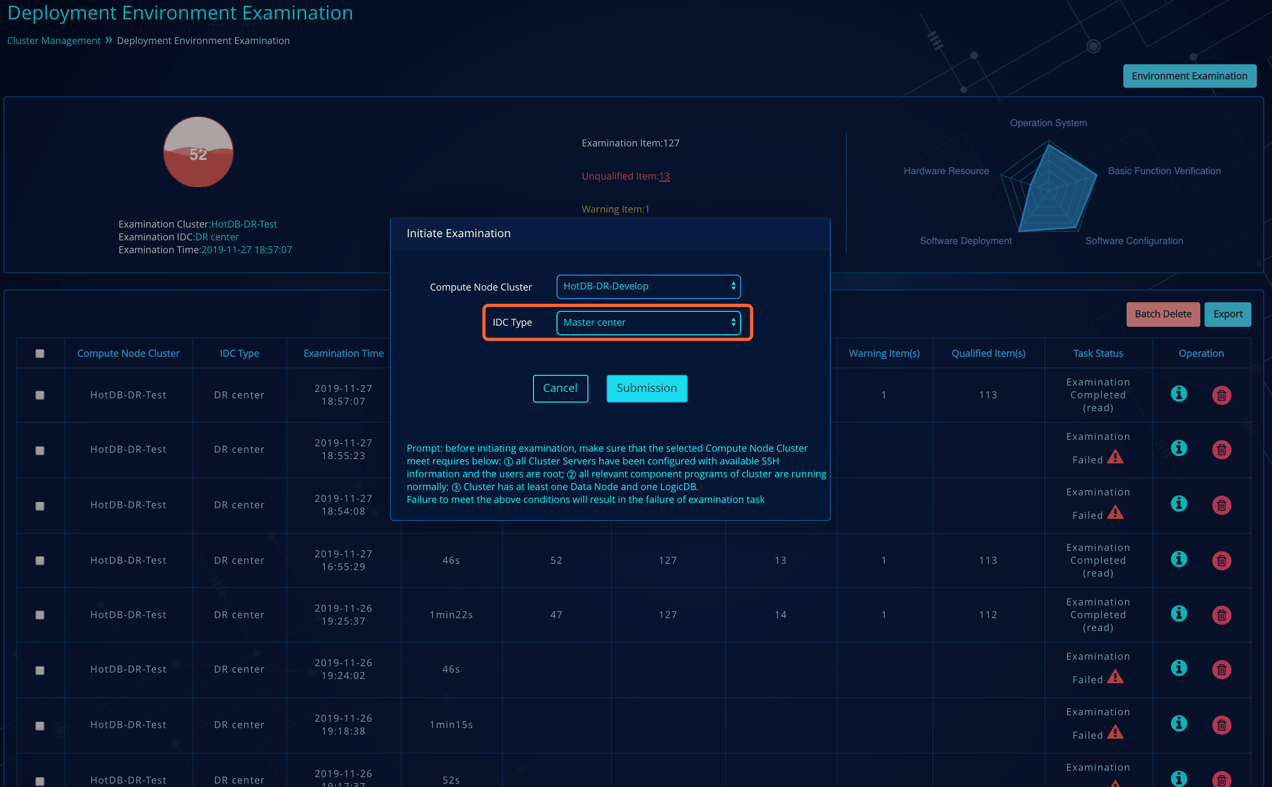 Deployment Environment Examination
Cluster Management » Deployment Environment Examination
Environment Examination
52
Examination Cluster:HotDB-DR-Test
Examination IDC:DR center
Examination Time:2019-11-27 18:57:07
Examination Item:127
Unqualified Item:13
Warning Item:1
Operation System
Hardware Resource
Basic Function Verification
Software Deployment
Software Configuration
Initiate Examination
Compute Node Cluster HotDB-DR-Develop
IDC Type Master center
Cancel Submission
Prompt: before initiating examination, make sure that the selected Compute Node Cluster
meet requires below: ① all Cluster Servers have been configured with available SSH
information and the users are root; ② all relevant component programs of cluster are running
normally; ③ Cluster has at least one Data Node and one LogicDB.
Failure to meet the above conditions will result in the failure of examination task
Batch Delete Export
Compute Node Cluster IDC Type Examination Time Warning Item(s) Qualified Item(s) Task Status Operation
HotDB-DR-Test DR center 2019-11-27 18:57:07 1 113 Examination Completed (read)
HotDB-DR-Test DR center 2019-11-27 18:55:23 Examination Failed
HotDB-DR-Test DR center 2019-11-27 18:54:08 Examination Failed
HotDB-DR-Test DR center 2019-11-27 16:55:29 46s 52 127 13 1 113 Examination Completed (read)
HotDB-DR-Test DR center 2019-11-26 19:25:37 1min22s 47 127 14 1 112 Examination Completed (read)
HotDB-DR-Test DR center 2019-11-26 19:24:02 46s Examination Failed
HotDB-DR-Test DR center 2019-11-26 19:18:38 1min15s Examination Failed
HotDB-DR-Test DR center 2019-11-26 19:17:37 52s Examination